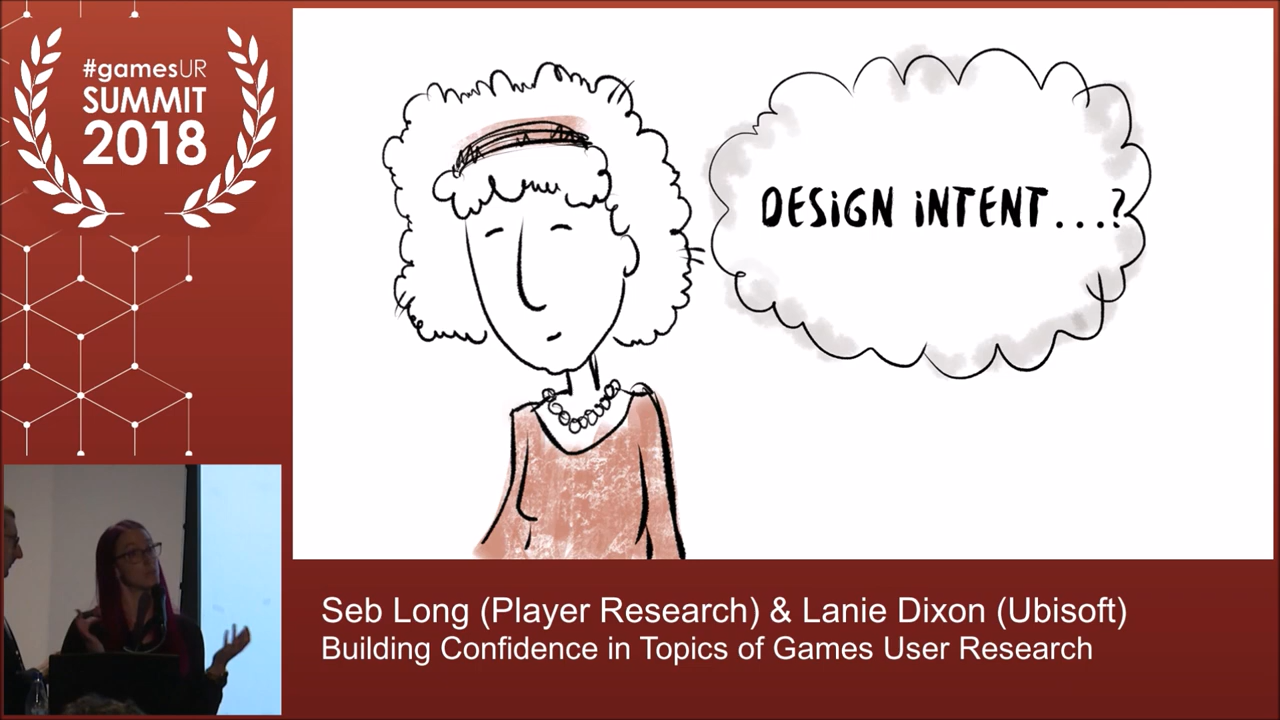 #gamesUR
SUMMIT
2018
DESiGN iNTENT...?
Seb Long (Player Research) & Lanie Dixon (Ubisoft)
Building Confidence in Topics of Games User Research